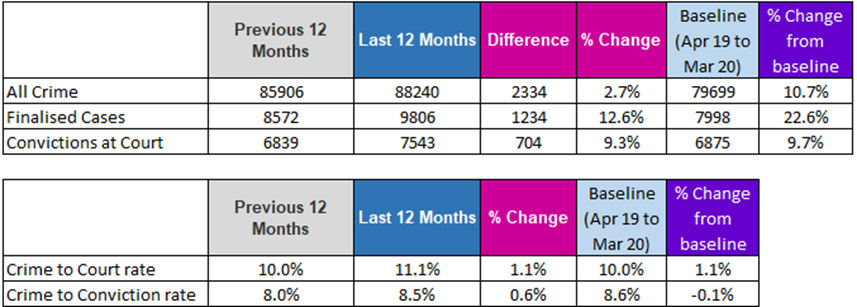 Previous 12 Months Last 12 Months Difference % Change Baseline (Apr 19 to Mar 20) % Change from baseline
All Crime 85906 88240 2334 2.7% 79699 10.7%
Finalised Cases 8572 9806 1234 12.6% 7998 22.6%
Convictions at Court 6839 7543 704 9.3% 6875 9.7%
Previous 12 Months Last 12 Months % Change Baseline (Apr 19 to Mar 20) % Change from baseline
Crime to Court rate 10.0% 11.1% 1.1% 10.0% 1.1%
Crime to Conviction rate 8.0% 8.5% 0.6% 8.6% -0.1%